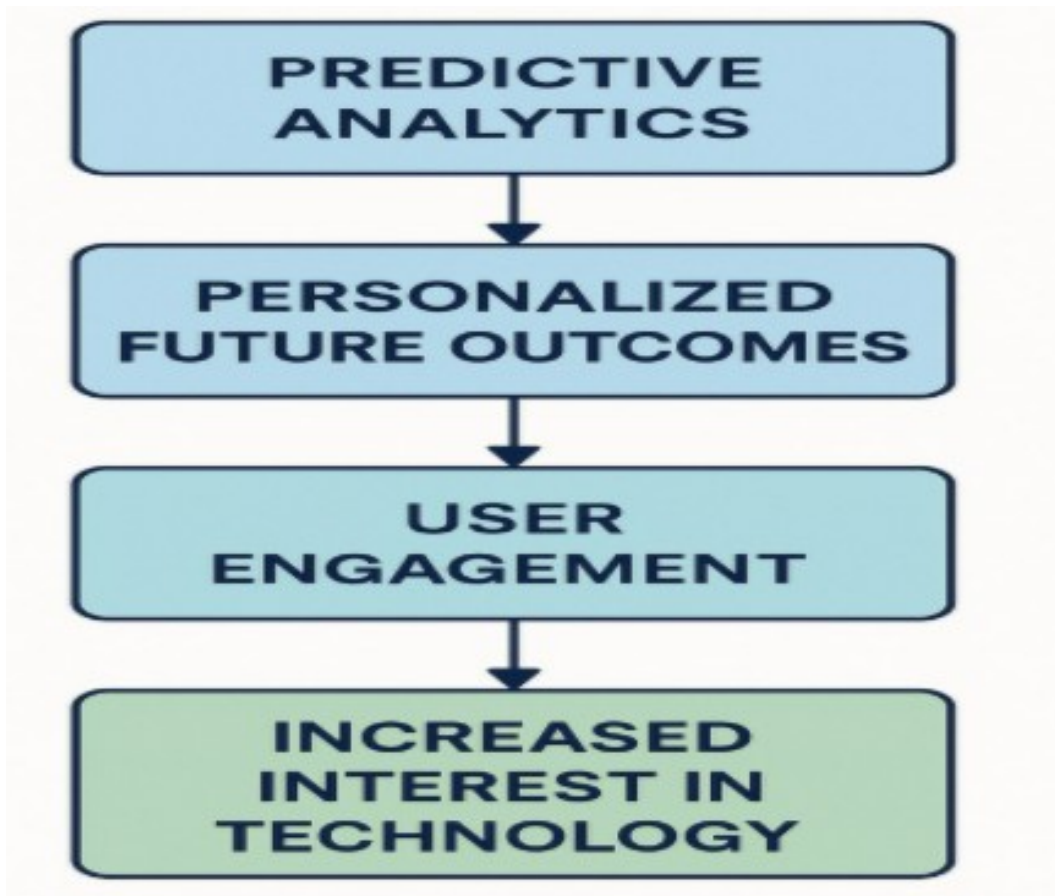 PREDICTIVE
ANALYTICS
PERSONALIZED
FUTURE OUTCOMES
USER
ENGAGEMENT
INCREASED
INTEREST IN
TECHNOLOGY